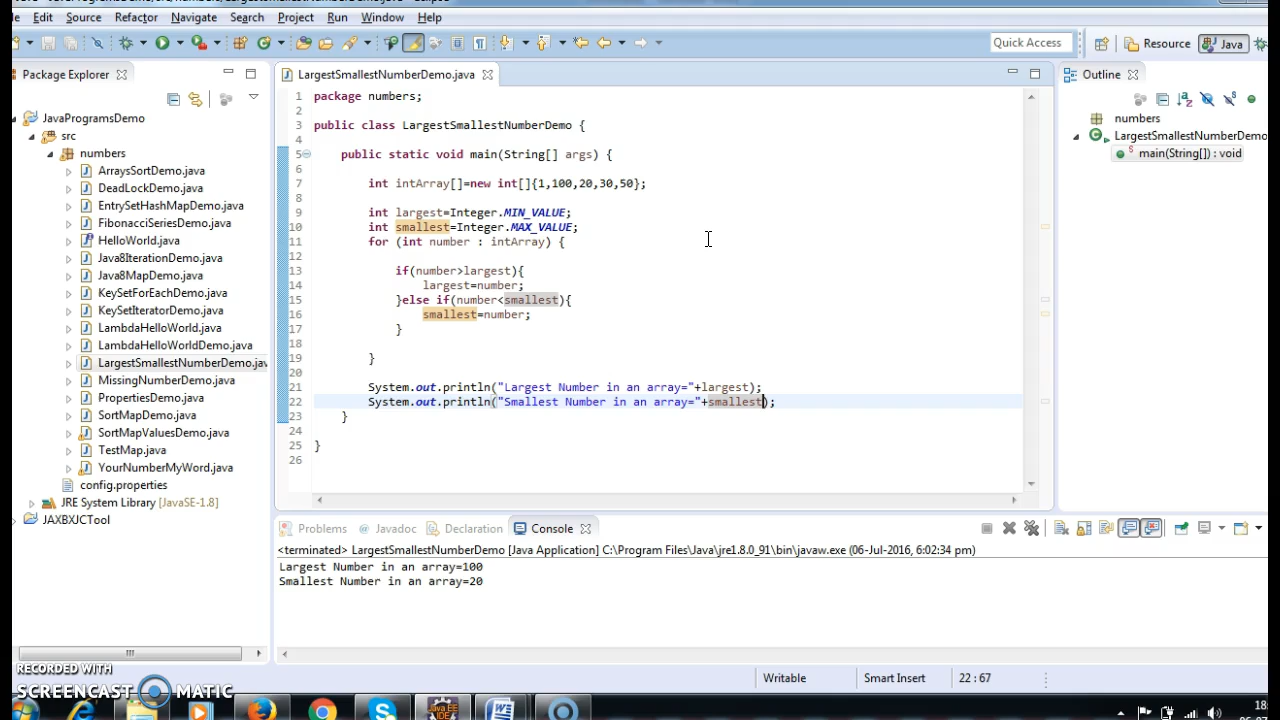 Edit Source Refactor Navigate Search Project Run Window Help
Quick Access
Resource
Java
Package Explorer
LargestSmallestNumberDemo.java
Outline
JavaProgramsDemo
src
numbers
ArraysSortDemo.java
DeadLockDemo.java
EntrySetHashMapDemo.java
FibonacciSeriesDemo.java
HelloWorld.java
Java8IterationDemo.java
Java8MapDemo.java
KeySetForEachDemo.java
KeySetIteratorDemo.java
LambdaHelloWorld.java
LambdaHelloWorldDemo.java
LargestSmallestNumberDemo.jav
MissingNumberDemo.java
PropertiesDemo.java
SortMapDemo.java
SortMapValuesDemo.java
TestMap.java
YourNumberMyWord.java
config.properties
JRE System Library [JavaSE-1.8]
JAXBXJCTool
1 package numbers;
2
3 public class LargestSmallestNumberDemo {
4
5 public static void main(String[] args) {
6
7 int intArray[]=new int[]{1,100,20,30,50};
8
9 int largest=Integer.MIN_VALUE;
10 int smallest=Integer.MAX_VALUE;
11 for (int number : intArray) {
12
13 if(number>largest){
14 largest=number;
15 }else if(number<smallest){
16 smallest=number;
17 }
18
19 }
20
21 System.out.println("Largest Number in an array="+largest);
22 System.out.println("Smallest Number in an array="+smallest);
23 }
24
25 }
26
numbers
LargestSmallestNumberDemo
main(String[]) : void
Problems @ Javadoc Declaration Console
<terminated> LargestSmallestNumberDemo [Java Application] C:\Program Files\Java\jre1.8.0_91\bin\javaw.exe (06-Jul-2016, 6:02:34 pm)
Largest Number in an array=100
Smallest Number in an array=20
Writable Smart Insert 22 : 67
RECORDED WITH
SCREENCAST MATIC
Java EE
IDE